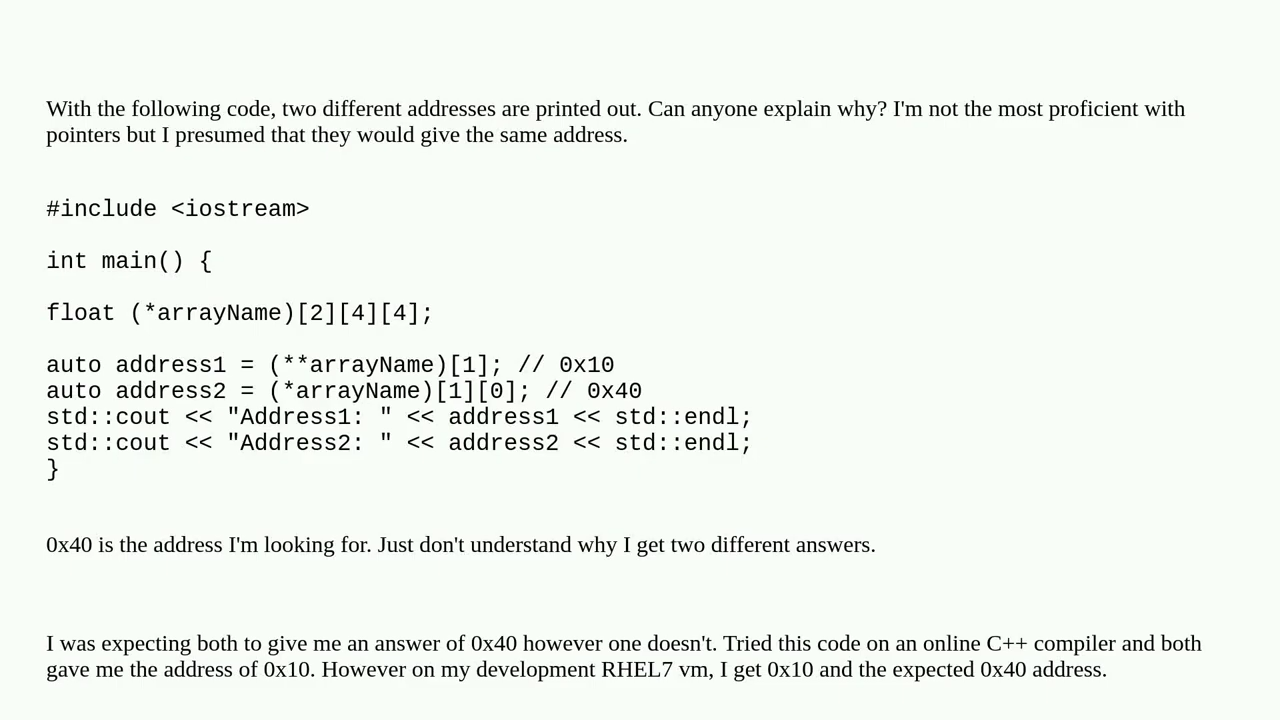 With the following code, two different addresses are printed out. Can anyone explain why? I'm not the most proficient with
pointers but I presumed that they would give the same address.
#include <iostream>
int main() {
float (*arrayName)[2][4][4];
auto address1 = (**arrayName)[1]; // 0x10
auto address2 = (*arrayName)[1][0]; // 0x40
std::cout << "Address1: " << address1 << std::endl;
std::cout << "Address2: " << address2 << std::endl;
}
0x40 is the address I'm looking for. Just don't understand why I get two different answers.
I was expecting both to give me an answer of 0x40 however one doesn't. Tried this code on an online C++ compiler and both
gave me the address of 0x10. However on my development RHEL7 vm, I get 0x10 and the expected 0x40 address.